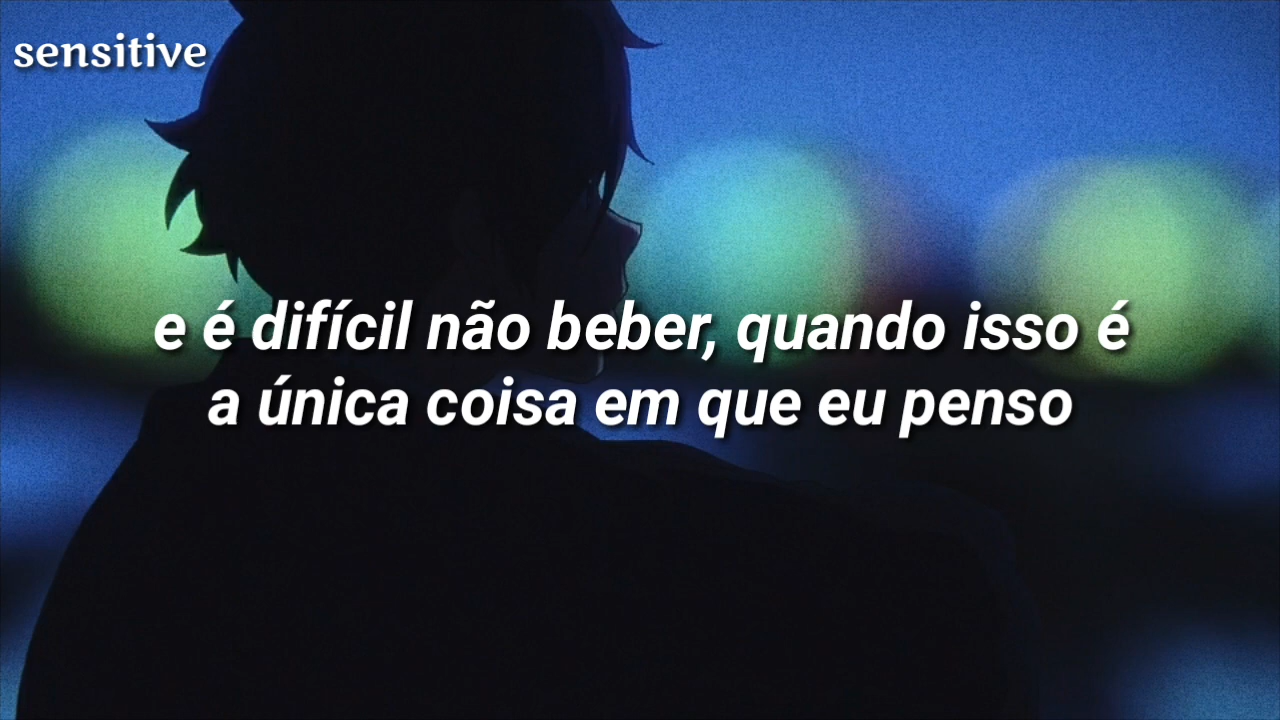 sensitive
e é difícil não beber, quando isso é
a única coisa em que eu penso